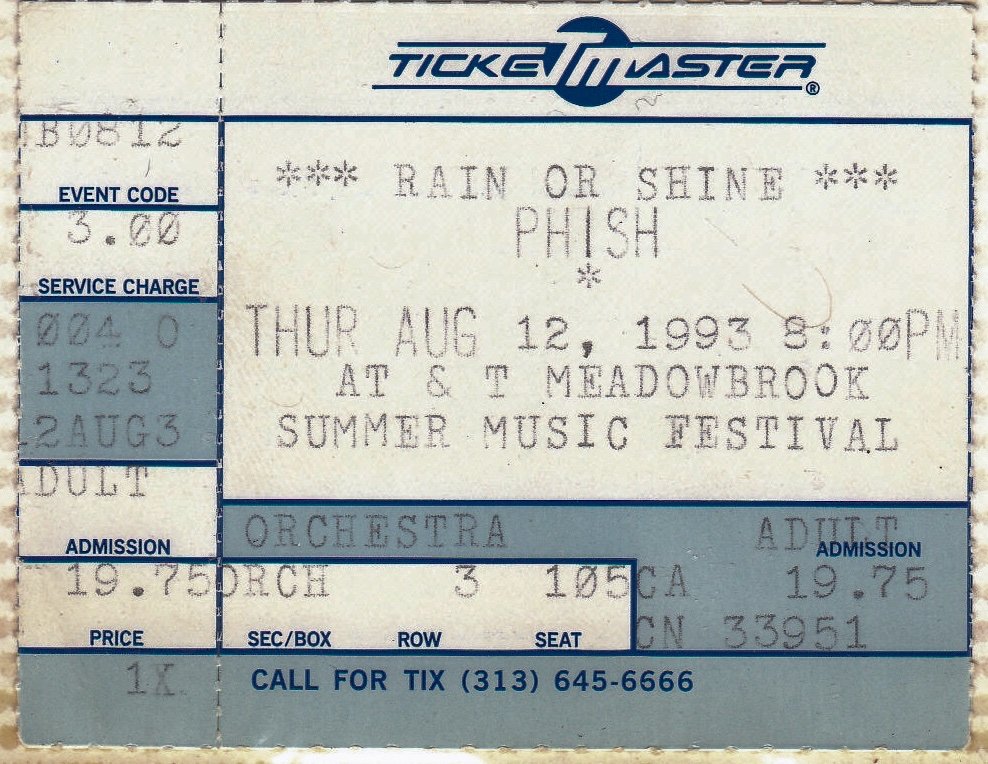 TICKETMASTER®
MB0812
EVENT CODE
3.00
SERVICE CHARGE
004 0
1323
12AUG3
ADULT
ADMISSION
19.75
PRICE
1X
*** RAIN OR SHINE ***
PHISH
*
THUR AUG 12, 1993 8:00PM
AT & T MEADOWBROOK
SUMMER MUSIC FESTIVAL
ORCHESTRA ADULT
ADMISSION
ORCH 3 105 CA 19.75
SEC/BOX ROW SEAT CN 33951
CALL FOR TIX (313) 645-6666